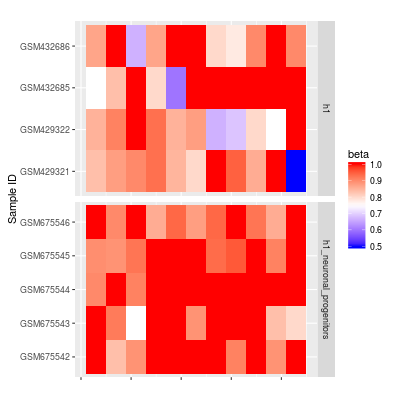 GSM432686
GSM432685
GSM429322
GSM429321
h1
GSM675546
GSM675545
GSM675544
GSM675543
GSM675542
h1_neuronal_progenitors
Sample ID
beta
1.0
0.9
0.8
0.7
0.6
0.5